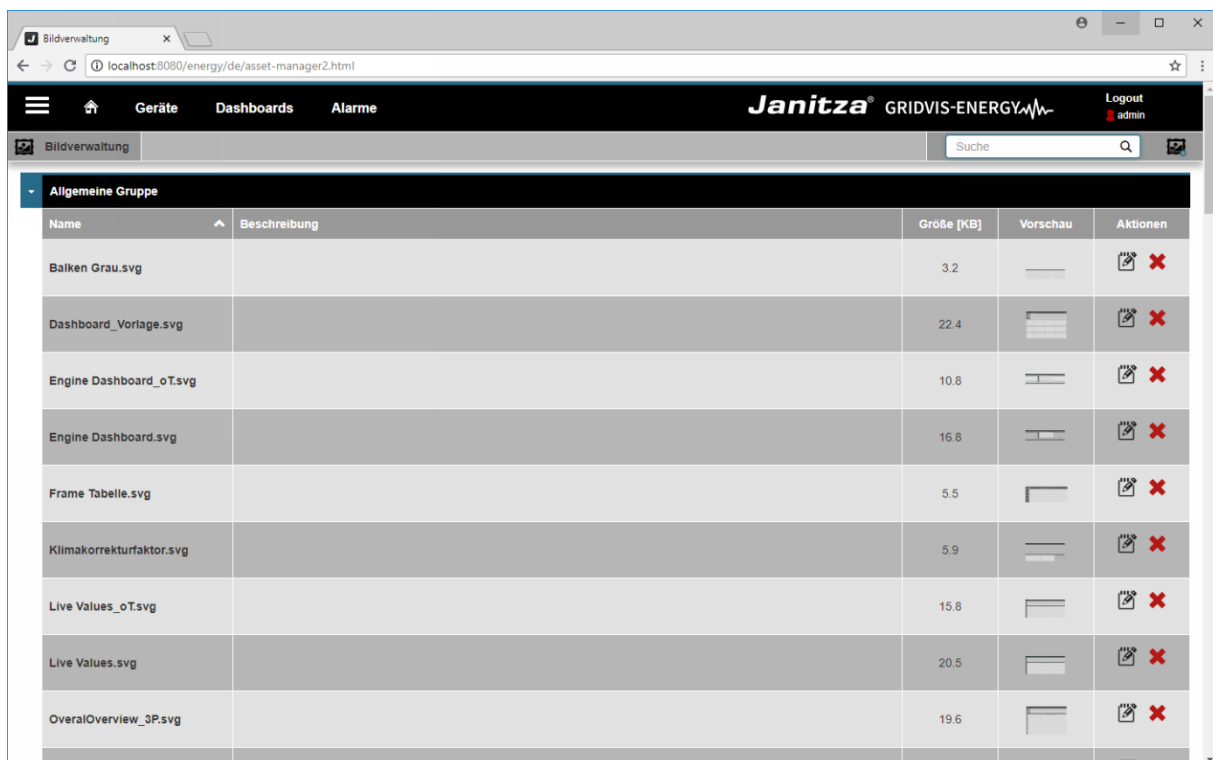 Bildverwaltung
localhost:8080/energy/de/asset-manager2.html
Geräte Dashboards Alarme Janitza® GRIDVIS-ENERGY Logout
admin
Bildverwaltung Suche
Allgemeine Gruppe
Name Beschreibung Größe [KB] Vorschau Aktionen
Balken Grau.svg 3.2
Dashboard_Vorlage.svg 22.4
Engine Dashboard_oT.svg 10.8
Engine Dashboard.svg 16.8
Frame Tabelle.svg 5.5
Klimakorrekturfaktor.svg 5.9
Live Values_oT.svg 15.8
Live Values.svg 20.5
OveralOverview_3P.svg 19.6